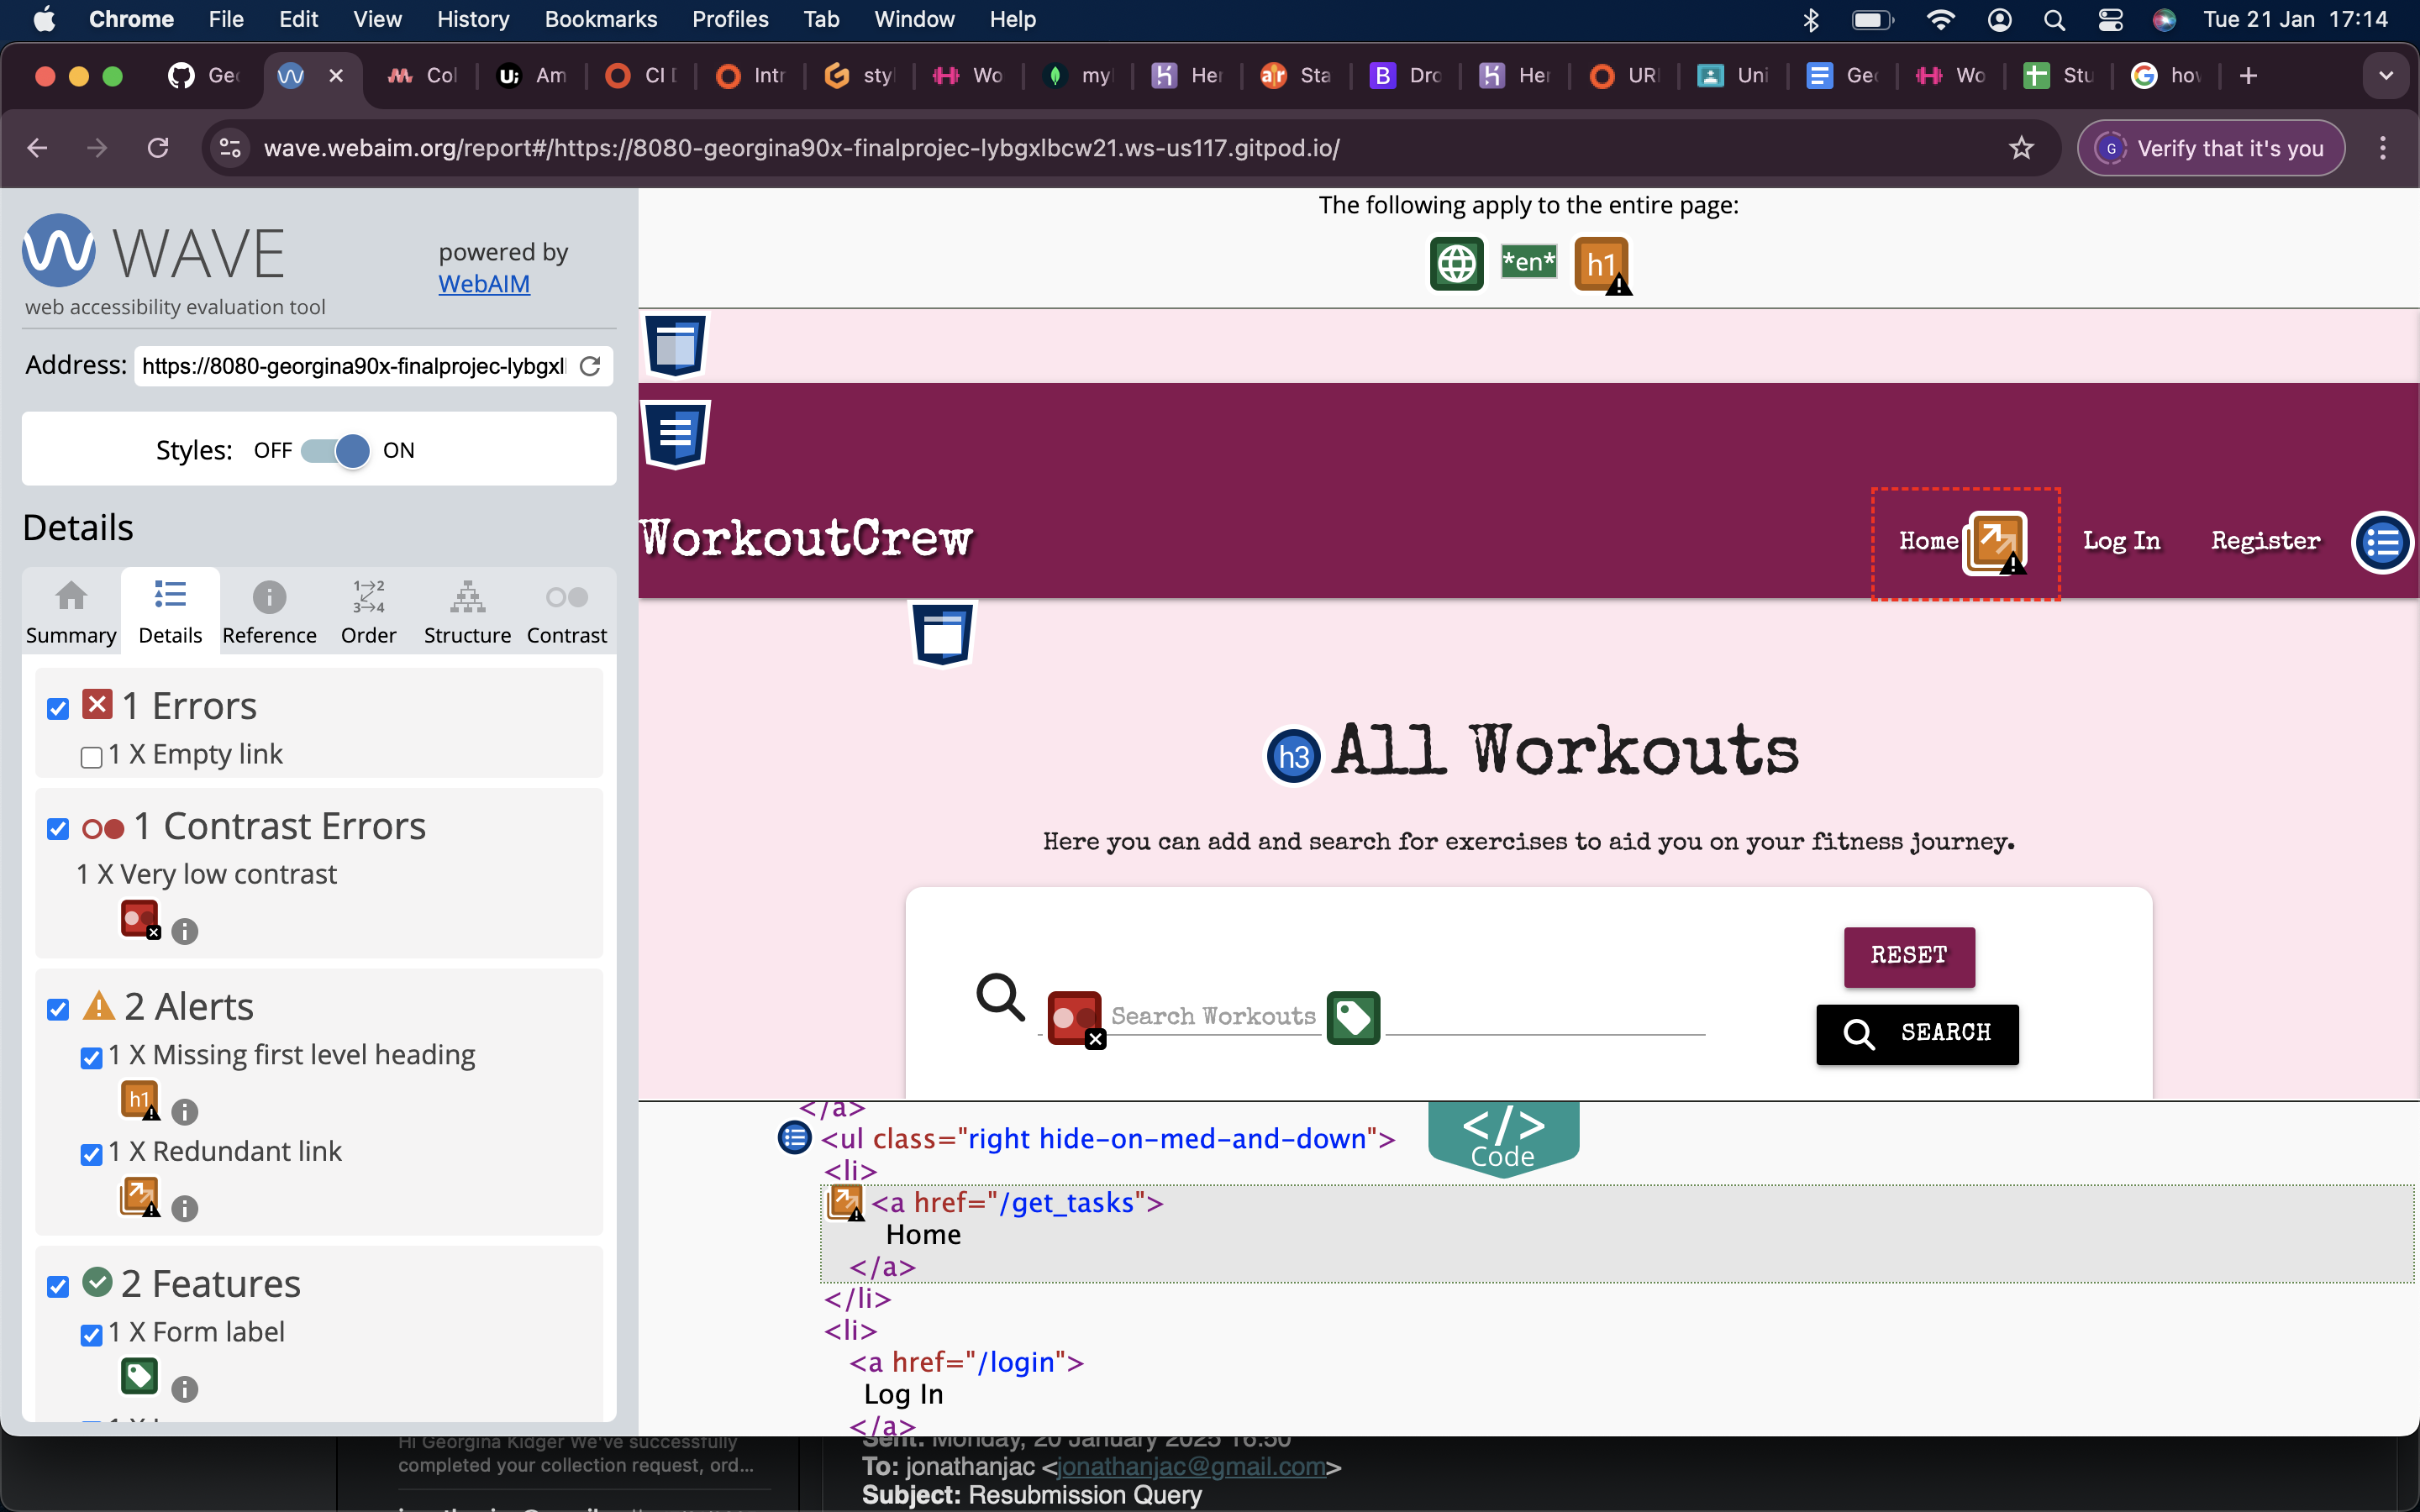 Chrome File Edit View History Bookmarks Profiles Tab Window Help Tue 21 Jan 17:14
Geo Col Am CI Intr sty Wo my Her Sta Dro Her UR Uni Geo Wo Stu how
wave.webaim.org/report#/https://8080-georgina90x-finalprojec-lybgxlbcw21.ws-us117.gitpod.io/
G Verify that it's you
WAVE
web accessibility evaluation tool
powered by
WebAIM
Address: https://8080-georgina90x-finalprojec-lybgxl
Styles: OFF ON
Details
Summary Details Reference Order Structure Contrast
1 Errors
1 X Empty link
1 Contrast Errors
1 X Very low contrast
2 Alerts
1 X Missing first level heading
h1
1 X Redundant link
2 Features
1 X Form label
The following apply to the entire page:
*en* h1
WorkoutCrew
Home Log In Register
h3 All Workouts
Here you can add and search for exercises to aid you on your fitness journey.
Search Workouts
RESET
SEARCH
</a>
<ul class="right hide-on-med-and-down">
</> Code
<li>
<a href="/get_tasks">
Home
</a>
</li>
<li>
<a href="/login">
Log In
</a>
Hi Georgina Kidger We've successfully
completed your collection request, ord...
Sent: Monday, 20 January 2025 16:50
To: jonathanjac <jonathanjac@gmail.com>
Subject: Resubmission Query